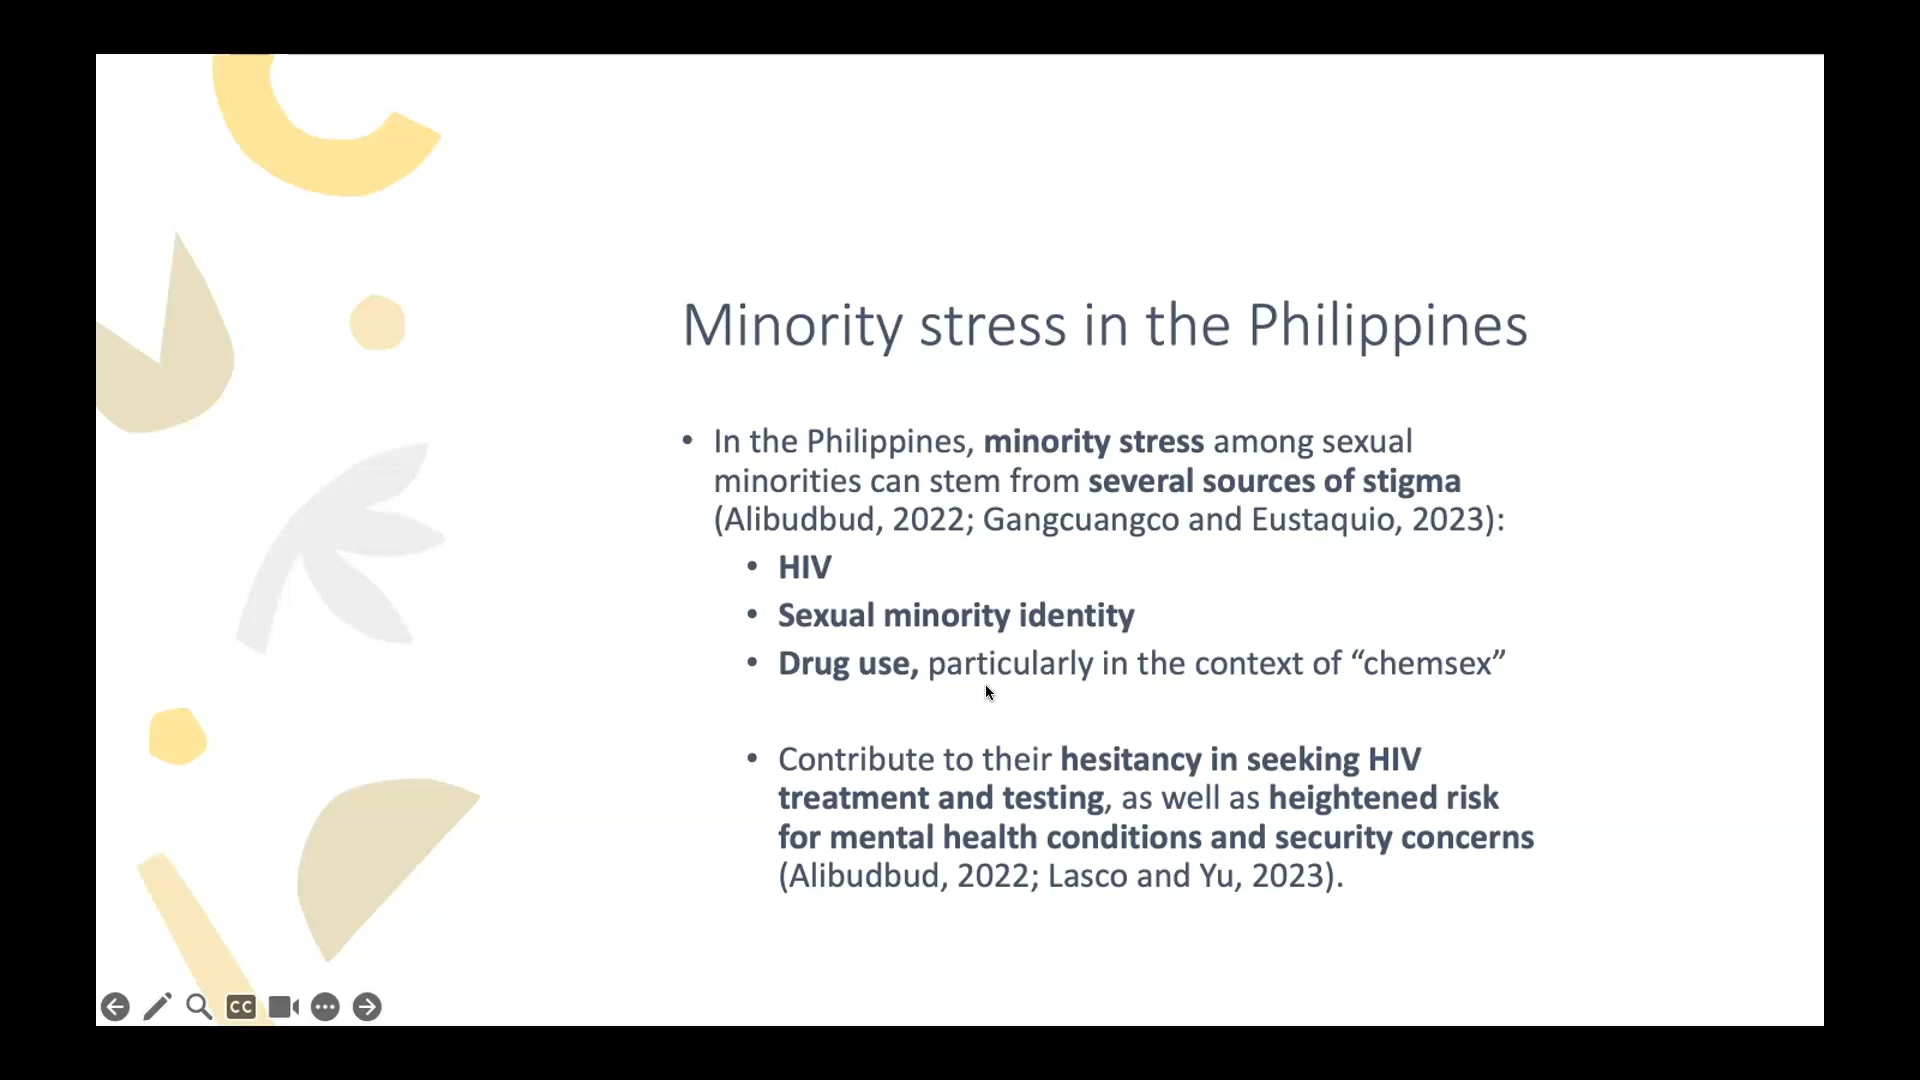 Minority stress in the Philippines
• In the Philippines, minority stress among sexual
minorities can stem from several sources of stigma
(Alibudbud, 2022; Gangcuangco and Eustaquio, 2023):
• HIV
• Sexual minority identity
• Drug use, particularly in the context of “chemsex”
• Contribute to their hesitancy in seeking HIV
treatment and testing, as well as heightened risk
for mental health conditions and security concerns
(Alibudbud, 2022; Lasco and Yu, 2023).
CC